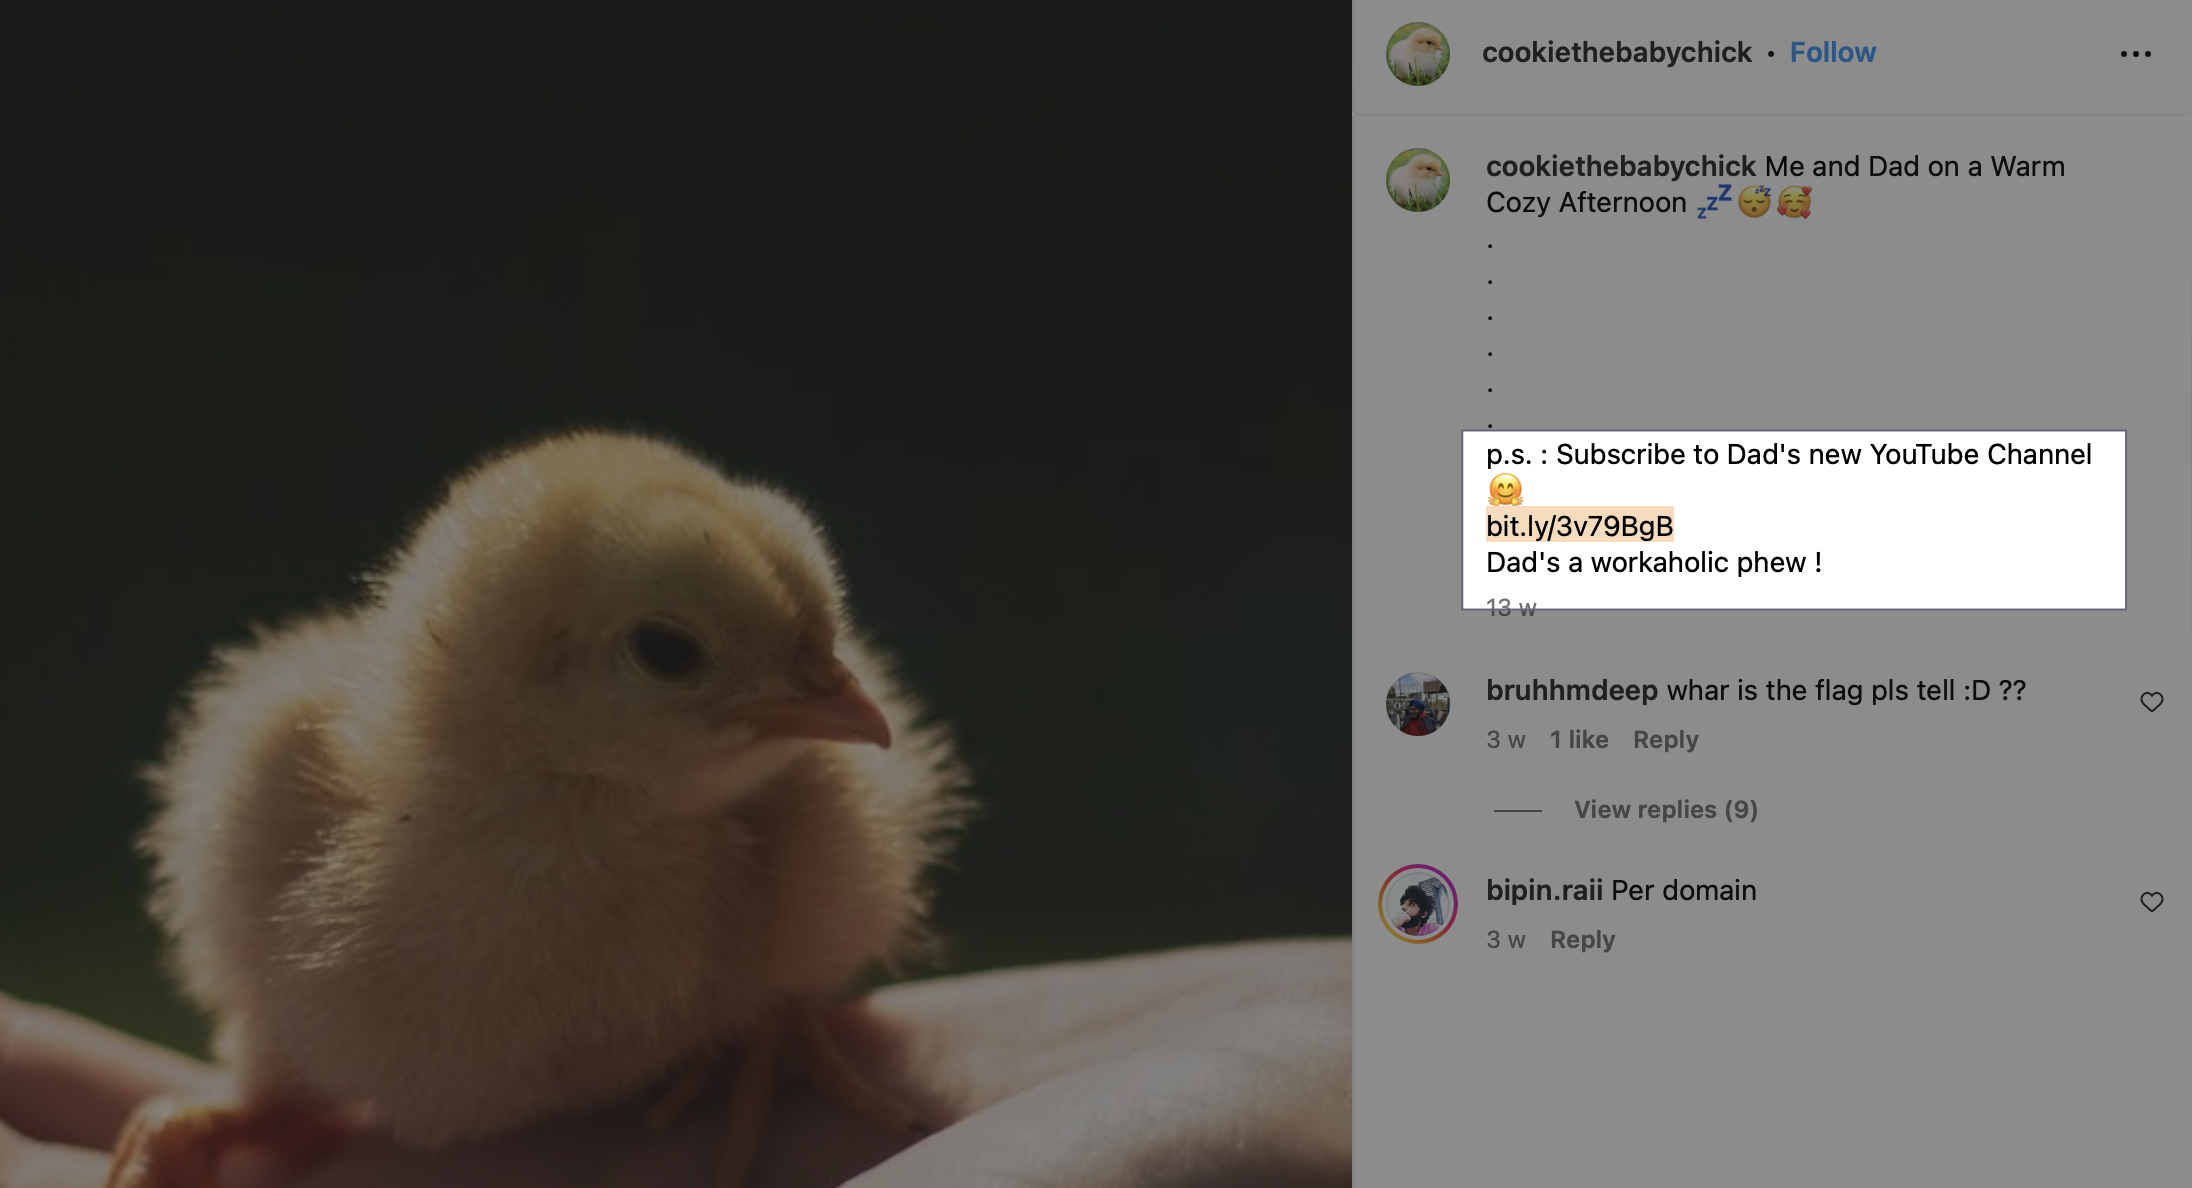 cookiethebabychick • Follow
cookiethebabychick Me and Dad on a Warm
Cozy Afternoon 💤😴🥰
.
.
.
.
.
.
p.s. : Subscribe to Dad's new YouTube Channel
🤗
bit.ly/3v79BgB
Dad's a workaholic phew !
13 w
bruhhmdeep whar is the flag pls tell :D ??
3 w 1 like Reply
View replies (9)
bipin.raii Per domain
3 w Reply